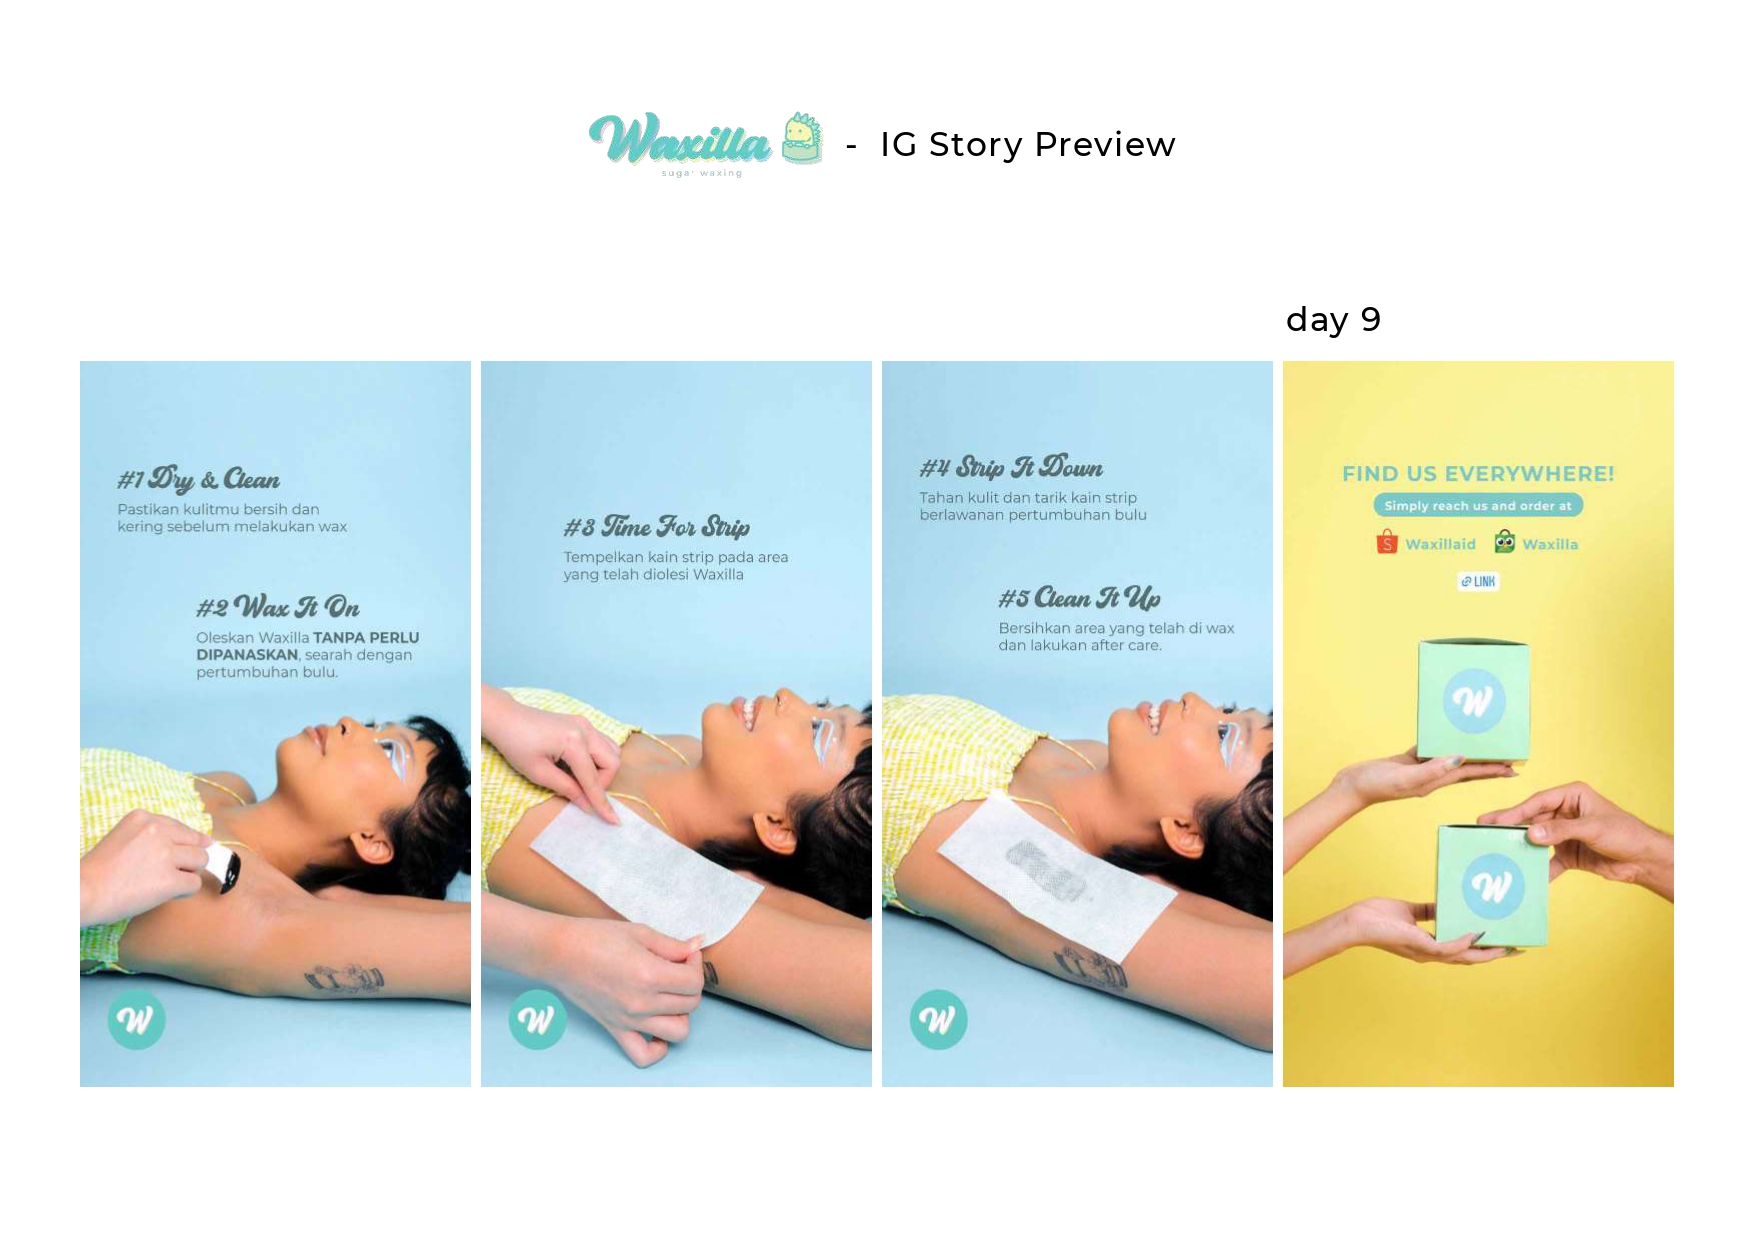 Waxilla
sugar waxing
- IG Story Preview
day 9
#1 Dry & Clean
Pastikan kulitmu bersih dan
kering sebelum melakukan wax
#2 Wax It On
Oleskan Waxilla TANPA PERLU
DIPANASKAN, searah dengan
pertumbuhan bulu.
W
#3 Time For Strip
Tempelkan kain strip pada area
yang telah diolesi Waxilla
W
#4 Strip It Down
Tahan kulit dan tarik kain strip
berlawanan pertumbuhan bulu
#5 Clean It Up
Bersihkan area yang telah di wax
dan lakukan after care.
W
FIND US EVERYWHERE!
Simply reach us and order at
S Waxillaid Waxilla
LINK
W
W